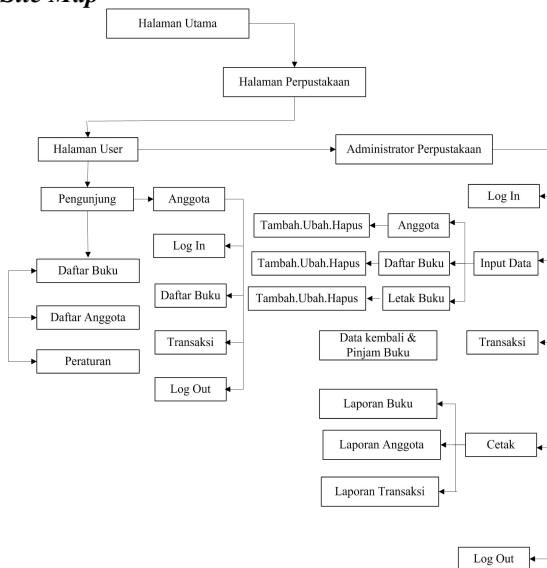 Site Map
Halaman Utama
Halaman Perpustakaan
Halaman User
Administrator Perpustakaan
Pengunjung
Anggota
Log In
Tambah.Ubah.Hapus
Anggota
Log In
Daftar Buku
Tambah.Ubah.Hapus
Daftar Buku
Input Data
Daftar Buku
Tambah.Ubah.Hapus
Letak Buku
Daftar Anggota
Transaksi
Data kembali &
Pinjam Buku
Transaksi
Peraturan
Log Out
Laporan Buku
Laporan Anggota
Cetak
Laporan Transaksi
Log Out